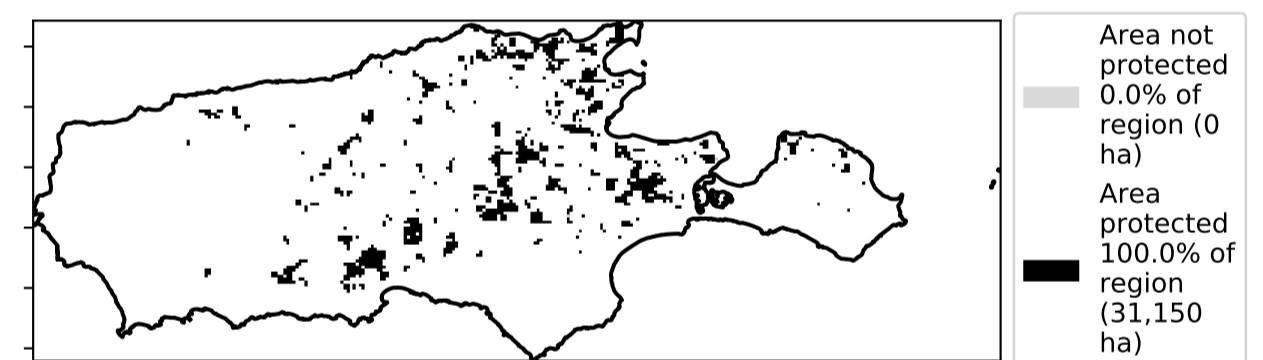 Area not
protected
0.0% of
region (0
ha)
Area
protected
100.0% of
region
(31,150
ha)